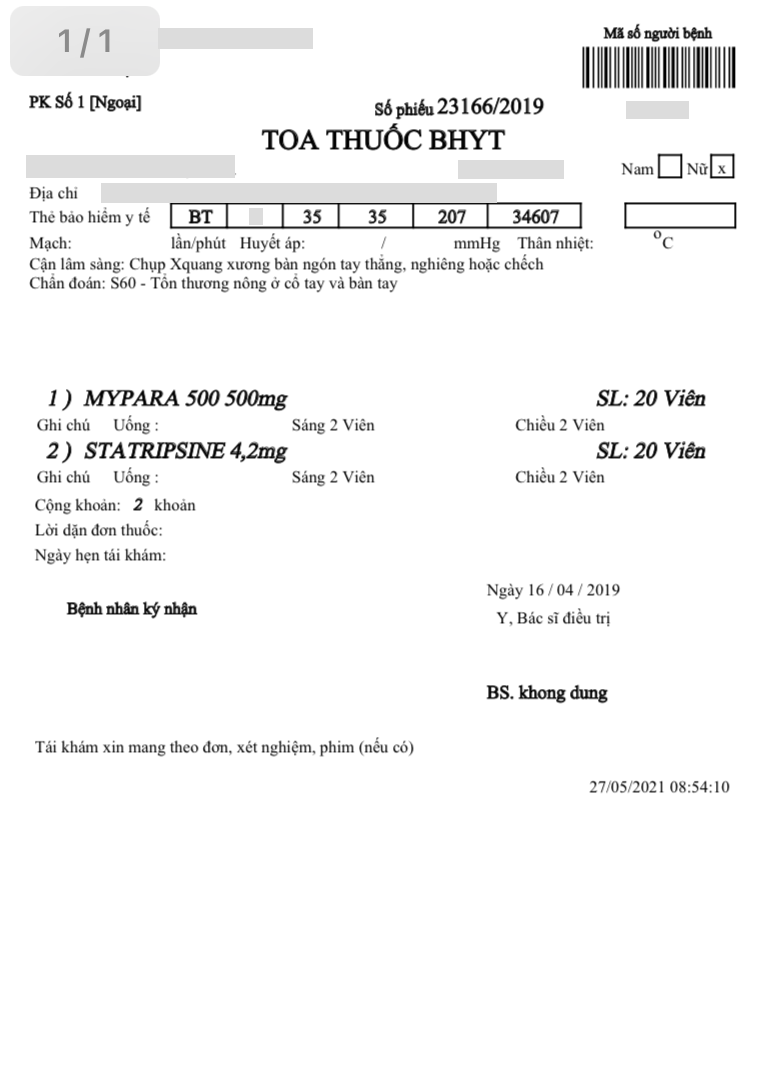 1/1
Mã số người bệnh
PK Số 1 [Ngoại]
Số phiếu 23166/2019
TOA THUỐC BHYT
Nam Nữ x
Địa chỉ
Thẻ bảo hiểm y tế BT 35 35 207 34607
Mạch: lần/phút Huyết áp: / mmHg Thân nhiệt: °C
Cận lâm sàng: Chụp Xquang xương bàn ngón tay thẳng, nghiêng hoặc chếch
Chẩn đoán: S60 - Tổn thương nông ở cổ tay và bàn tay
1 ) MYPARA 500 500mg SL: 20 Viên
Ghi chú Uống : Sáng 2 Viên Chiều 2 Viên
2 ) STATRIPSINE 4,2mg SL: 20 Viên
Ghi chú Uống : Sáng 2 Viên Chiều 2 Viên
Cộng khoản: 2 khoản
Lời dặn đơn thuốc:
Ngày hẹn tái khám:
Ngày 16 / 04 / 2019
Bệnh nhân ký nhận
Y, Bác sĩ điều trị
BS. khong dung
Tái khám xin mang theo đơn, xét nghiệm, phim (nếu có)
27/05/2021 08:54:10